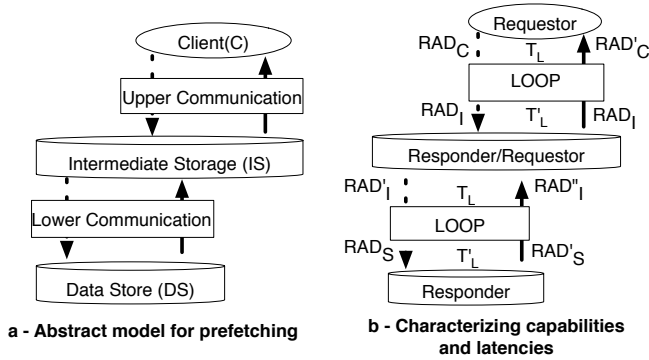 Client(C)
Upper Communication
Intermediate Storage (IS)
Lower Communication
Data Store (DS)
a - Abstract model for prefetching
Requestor
RAD_C T_L RAD'_C
LOOP
RAD_I T'_L RAD_I
Responder/Requestor
RAD'_I T_L RAD"_I
LOOP
RAD_S T'_L RAD'_S
Responder
b - Characterizing capabilities
and latencies